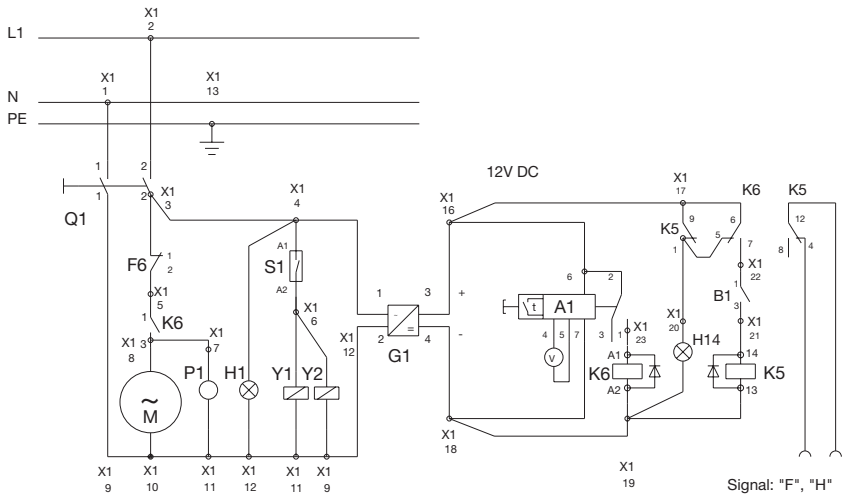 X1
2
L1
X1
1
X1
13
N
PE
1
2
1
2
X1
3
Q1
X1
4
12V DC
X1
16
X1
17
K6
K5
9
6
12
K5
5
1
7
8
4
F6
1
2
A1
S1
A2
X1
5
1
K6
X1
6
1
3
+
2
4
-
G1
X1
12
6
2
t
A1
4
5
7
3
1
X1
23
V
X1
22
B1
3
X1
20
X1
21
H14
X1
8
3
X1
7
P1
H1
Y1
Y2
~
M
A1
K6
A2
14
K5
13
X1
18
X1
19
X1
9
X1
10
X1
11
X1
12
X1
11
X1
9
Signal: "F", "H"